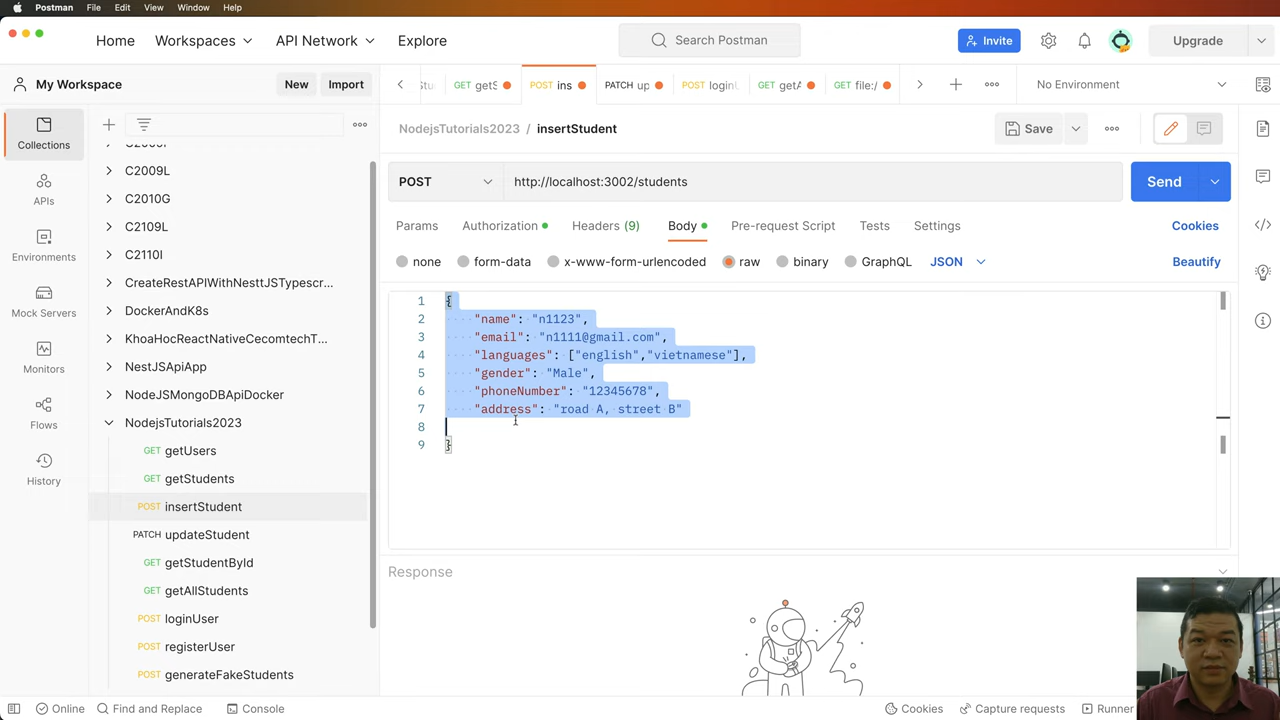 Postman File Edit View Window Help
Home Workspaces API Network Explore Search Postman Invite Upgrade
My Workspace New Import GET getS POST ins PATCH up POST login GET getA GET file:/ No Environment
NodejsTutorials2023 / insertStudent Save
Collections
APIs
Environments
Mock Servers
Monitors
Flows
History
C2009L
C2010G
C2109L
C2110I
CreateRestAPIWithNesttJSTypescr...
DockerAndK8s
KhoaHocReactNativeCecomtechT...
NestJSApiApp
NodeJSMongoDBApiDocker
NodejsTutorials2023
GET getUsers
GET getStudents
POST insertStudent
PATCH updateStudent
GET getStudentById
GET getAllStudents
POST loginUser
POST registerUser
POST generateFakeStudents
POST http://localhost:3002/students Send
Params Authorization Headers (9) Body Pre-request Script Tests Settings Cookies
none form-data x-www-form-urlencoded raw binary GraphQL JSON Beautify
1 {
2 "name": "n1123",
3 "email": "n1111@gmail.com",
4 "languages": ["english","vietnamese"],
5 "gender": "Male",
6 "phoneNumber": "12345678",
7 "address": "road A, street B"
8
9 }
Response
Online Find and Replace Console Cookies Capture requests Runner